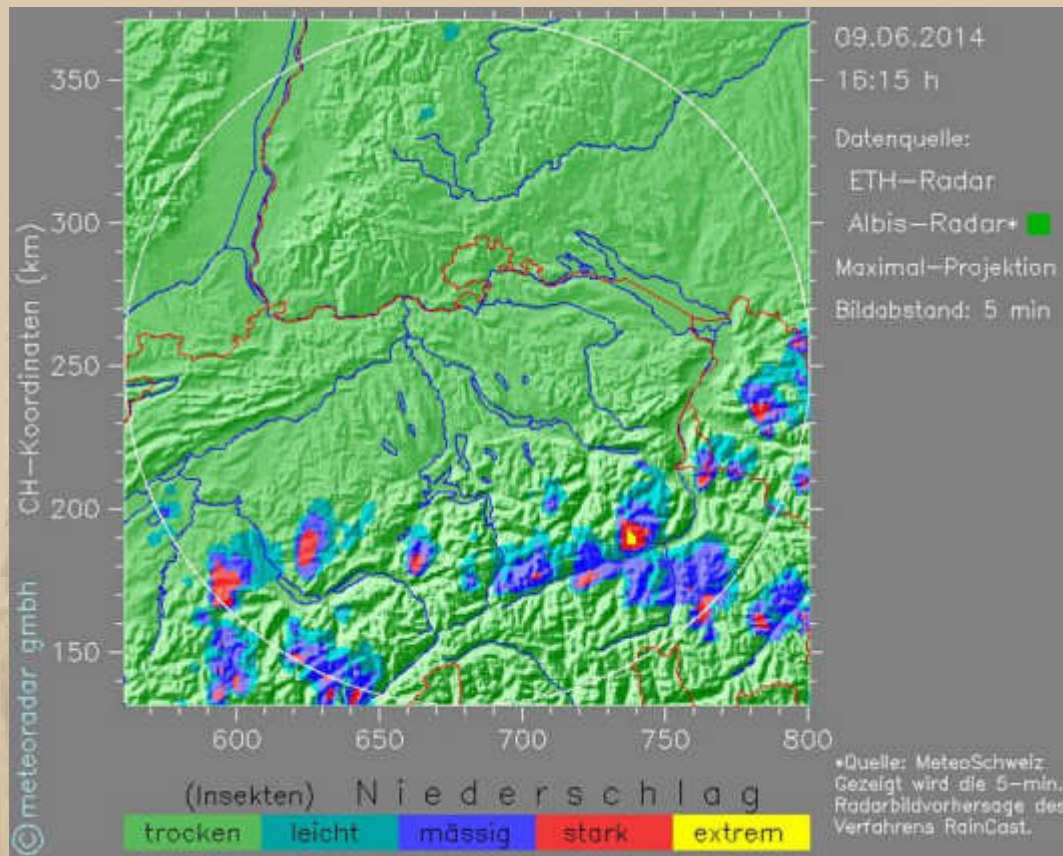 09.06.2014
16:15 h
Datenquelle:
ETH-Radar
Albis-Radar*
Maximal-Projektion
Bildabstand: 5 min
CH-Koordinaten (km)
350
300
250
200
150
600
650
700
750
800
© meteoradar gmbh
*Quelle: MeteoSchweiz
Gezeigt wird die 5-min.
Radarbildvorhersage des
Verfahrens RainCast.
(Insekten) Niederschlag
trocken leicht mässig stark extrem